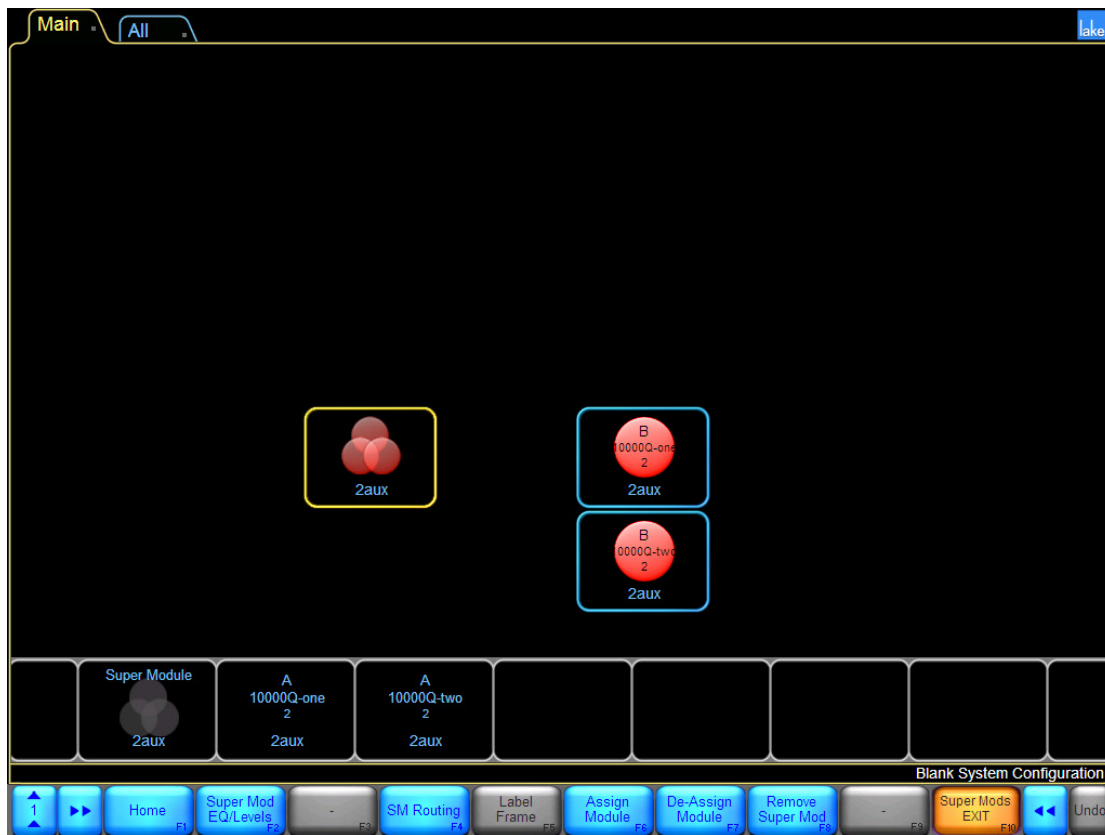 Main
All
lake
B
10000Q-one
2
2aux
2aux
B
10000Q-two
2
2aux
Super Module
2aux
A
10000Q-one
2
2aux
A
10000Q-two
2
2aux
Blank System Configuration
1
Home
F1
Super Mod
EQ/Levels
F2
-
F3
SM Routing
F4
Label
Frame
F5
Assign
Module
F6
De-Assign
Module
F7
Remove
Super Mod
F8
-
F9
Super Mods
EXIT
F10
Undo